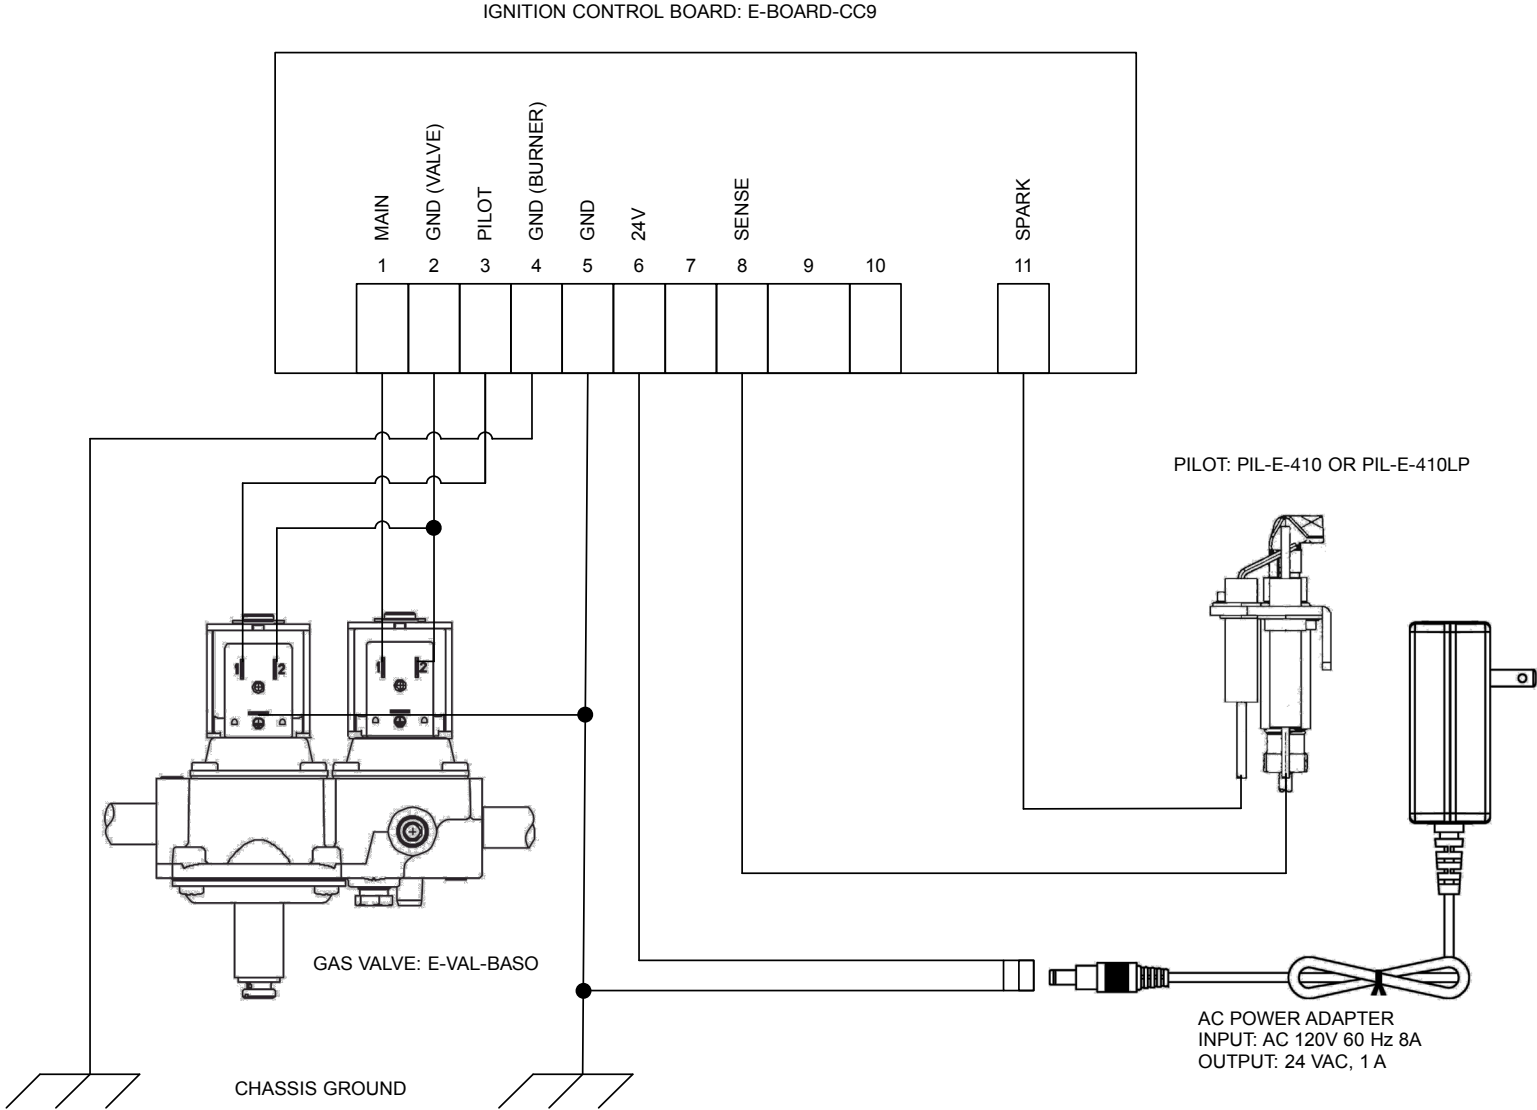 IGNITION CONTROL BOARD: E-BOARD-CC9
MAIN
GND (VALVE)
PILOT
GND (BURNER)
GND
24V
SENSE
SPARK
1 2 3 4 5 6 7 8 9 10 11
PILOT: PIL-E-410 OR PIL-E-410LP
1 2
1 2
GAS VALVE: E-VAL-BASO
AC POWER ADAPTER
INPUT: AC 120V 60 Hz 8A
OUTPUT: 24 VAC, 1 A
CHASSIS GROUND